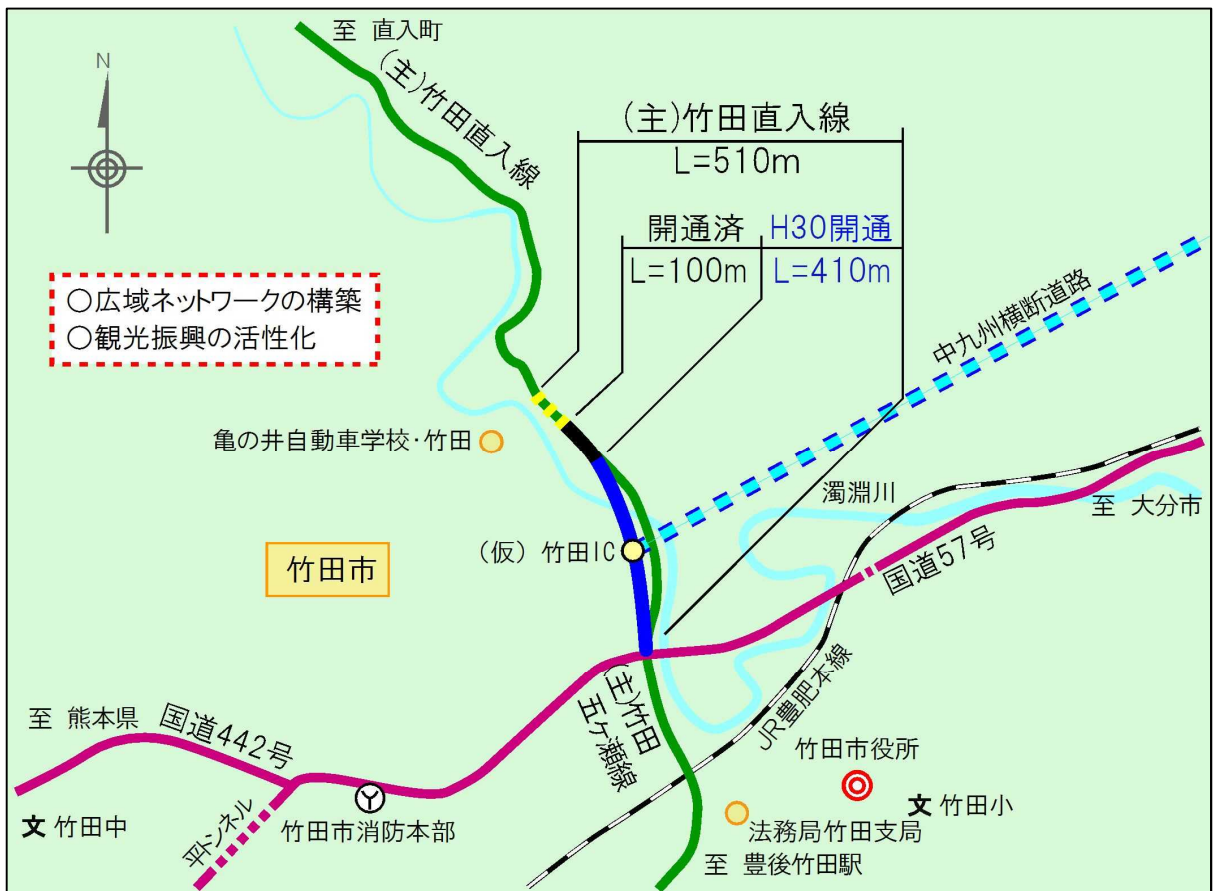 至 直入町
N
(主)竹田直入線
(主)竹田直入線
L=510m
開通済
H30開通
L=100m
L=410m
○広域ネットワークの構築
○観光振興の活性化
中九州横断道路
亀の井自動車学校・竹田
濁淵川
至 大分市
(仮) 竹田IC
国道57号
竹田市
(主)竹田
五ヶ瀬線
JR豊肥本線
至 熊本県
国道442号
竹田市役所
文 竹田中
平トンネル
竹田市消防本部
文 竹田小
法務局竹田支局
至 豊後竹田駅